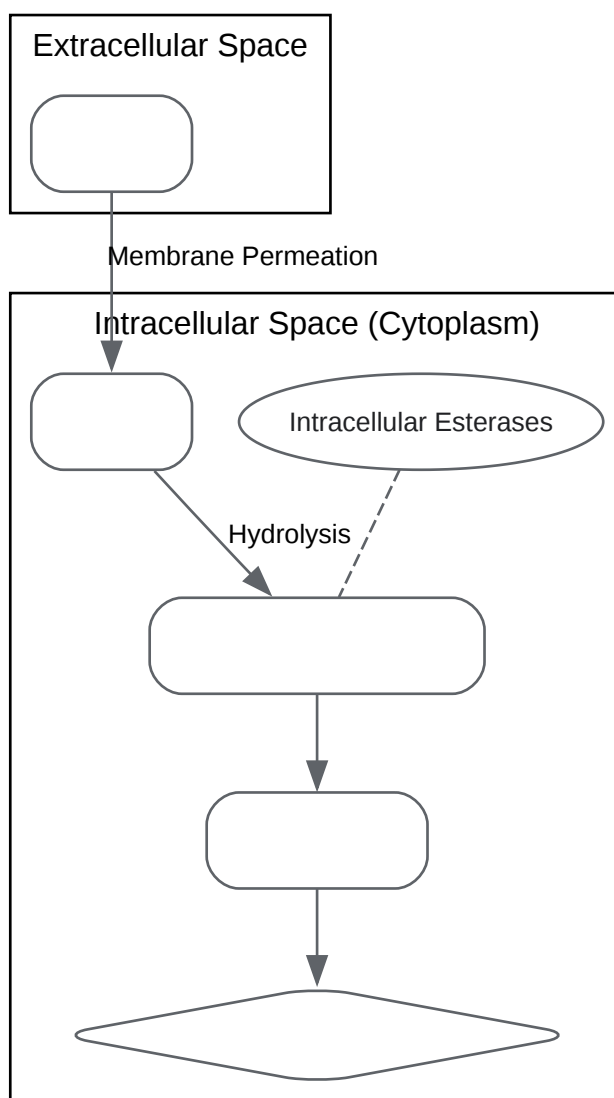 Extracellular Space
Membrane Permeation
Intracellular Space (Cytoplasm)
Intracellular Esterases
Hydrolysis